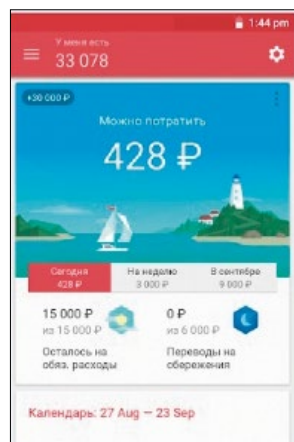 1:44 pm
У меня есть
33 078
+30 000 ₽
Можно потратить
428 ₽
Сегодня
428 ₽
На неделю
3 000 ₽
В сентябре
9 000 ₽
15 000 ₽
из 15 000 ₽
Осталось на
обяз. расходы
0 ₽
из 6 000 ₽
Переводы на
сбережения
Календарь: 27 Aug — 23 Sep